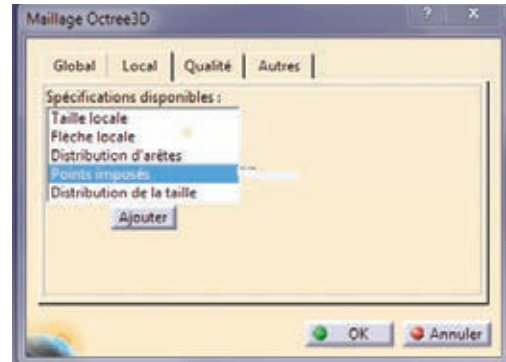 Maillage Octree3D
? X
Global Local Qualité Autres
Spécifications disponibles :
Taille locale
Flèche locale
Distribution d'arêtes
Points imposés
Distribution de la taille
Ajouter
OK Annuler